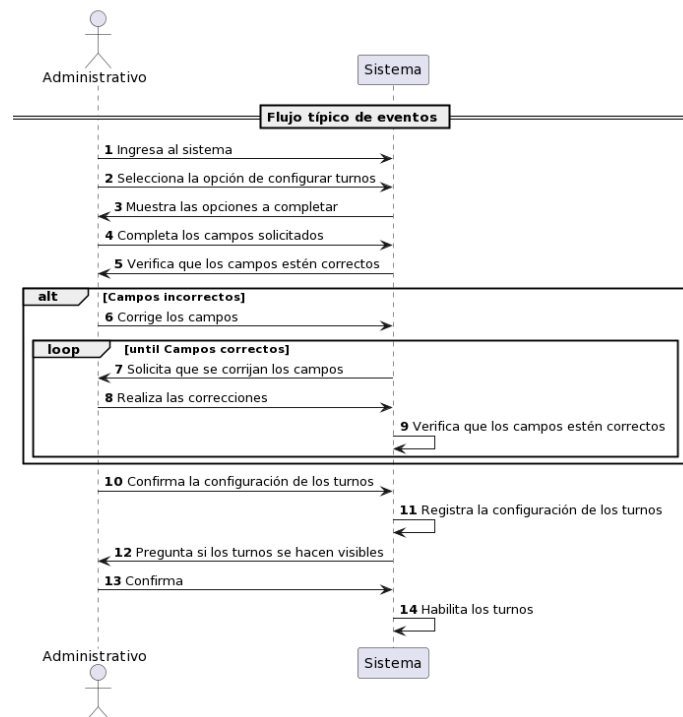 Administrativo
Sistema
Flujo típico de eventos
1 Ingresa al sistema
2 Selecciona la opción de configurar turnos
3 Muestra las opciones a completar
4 Completa los campos solicitados
5 Verifica que los campos estén correctos
alt [Campos incorrectos]
6 Corrige los campos
loop [until Campos correctos]
7 Solicita que se corrijan los campos
8 Realiza las correcciones
9 Verifica que los campos estén correctos
10 Confirma la configuración de los turnos
11 Registra la configuración de los turnos
12 Pregunta si los turnos se hacen visibles
13 Confirma
14 Habilita los turnos
Administrativo
Sistema